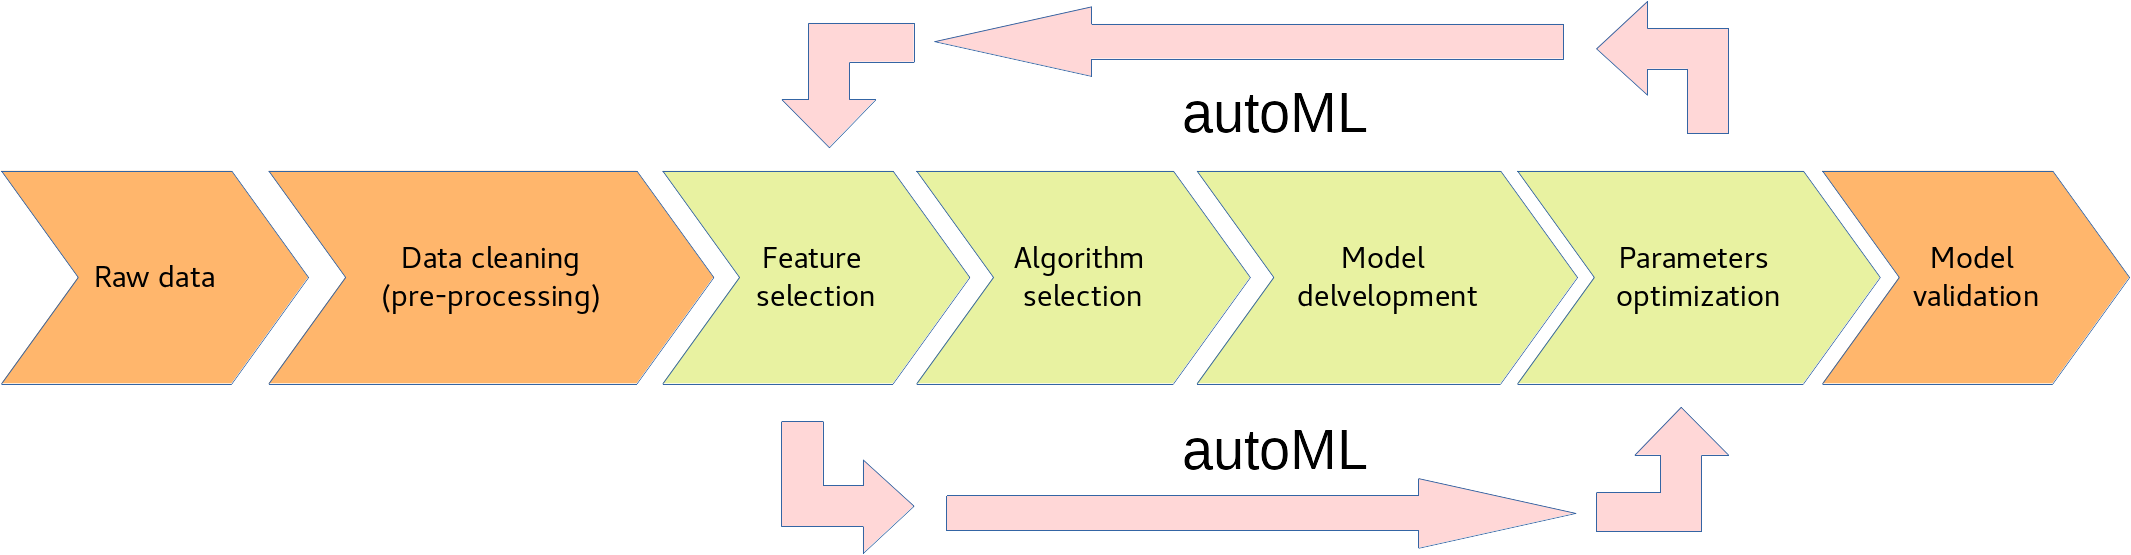 autoML
Raw data
Data cleaning
(pre-processing)
Feature
selection
Algorithm
selection
Model
delvelopment
Parameters
optimization
Model
validation
autoML